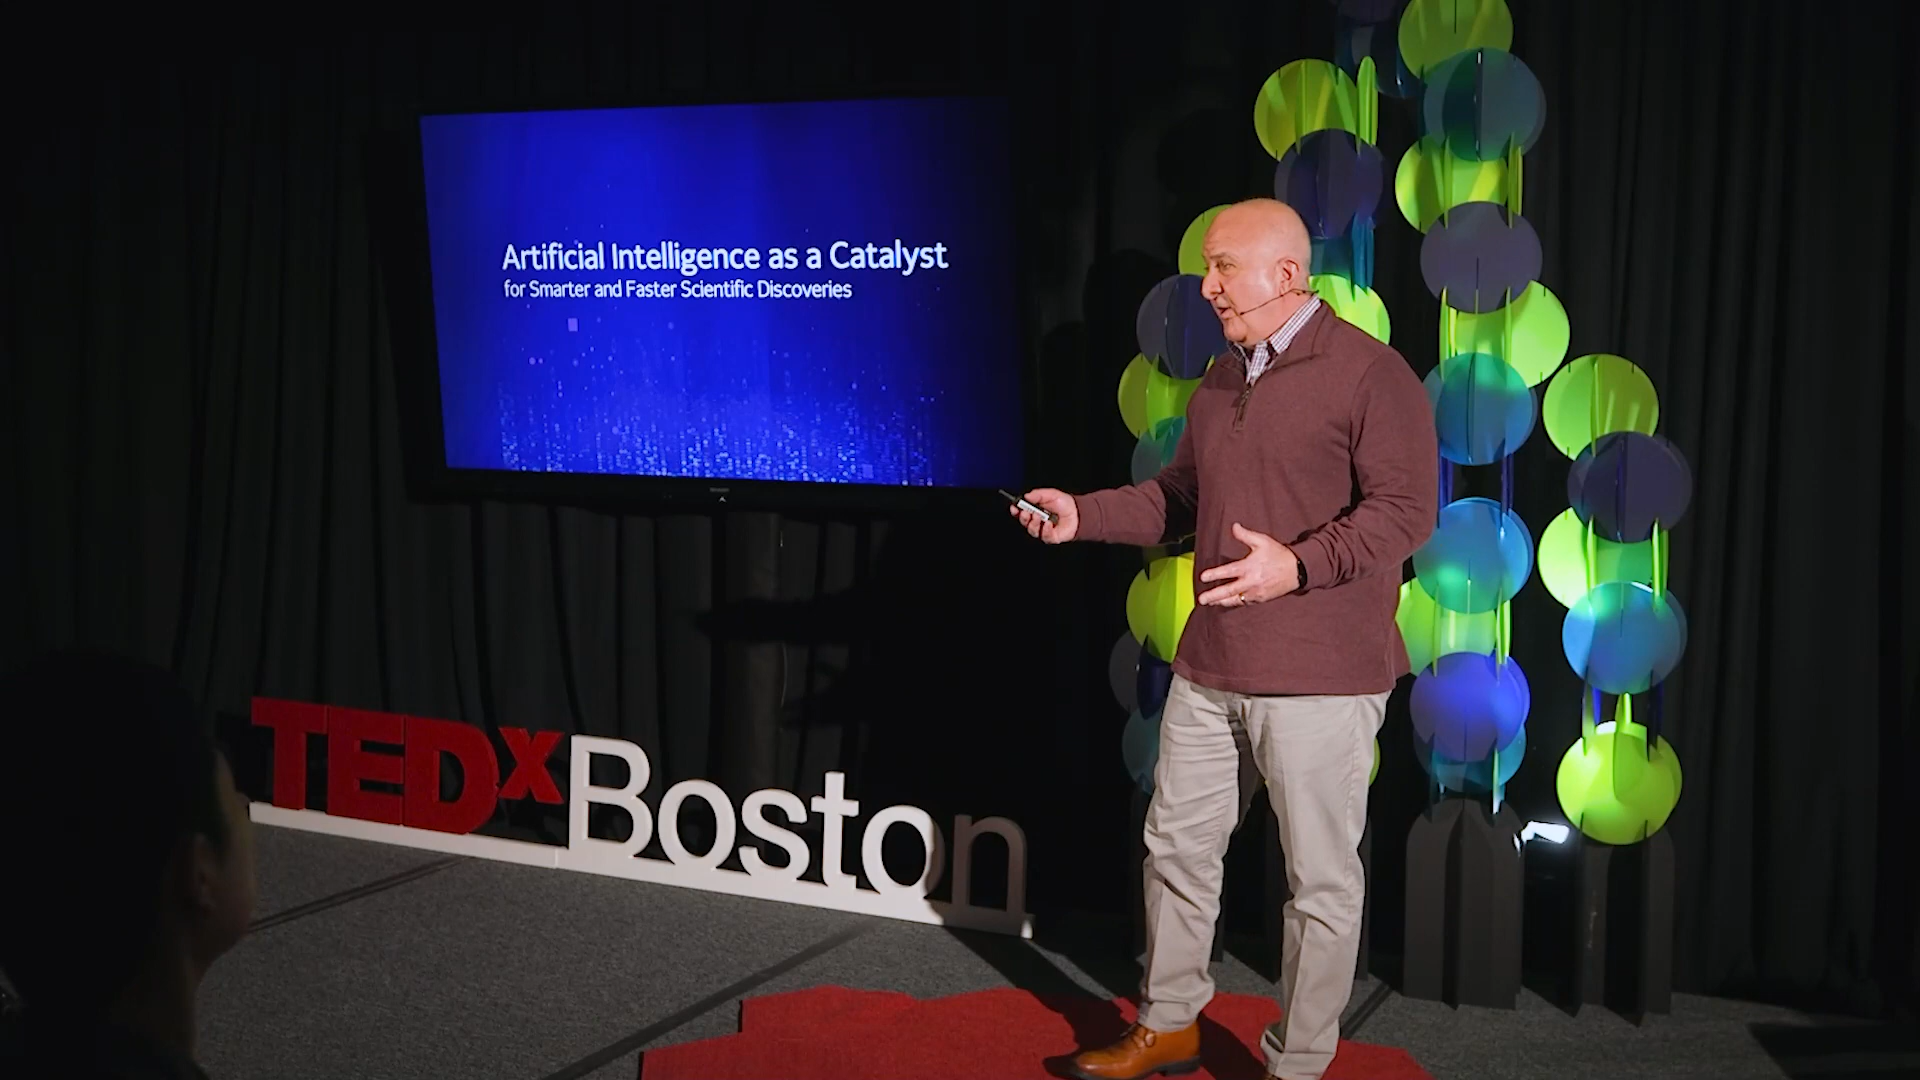 Artificial Intelligence as a Catalyst
for Smarter and Faster Scientific Discoveries
TEDxBoston